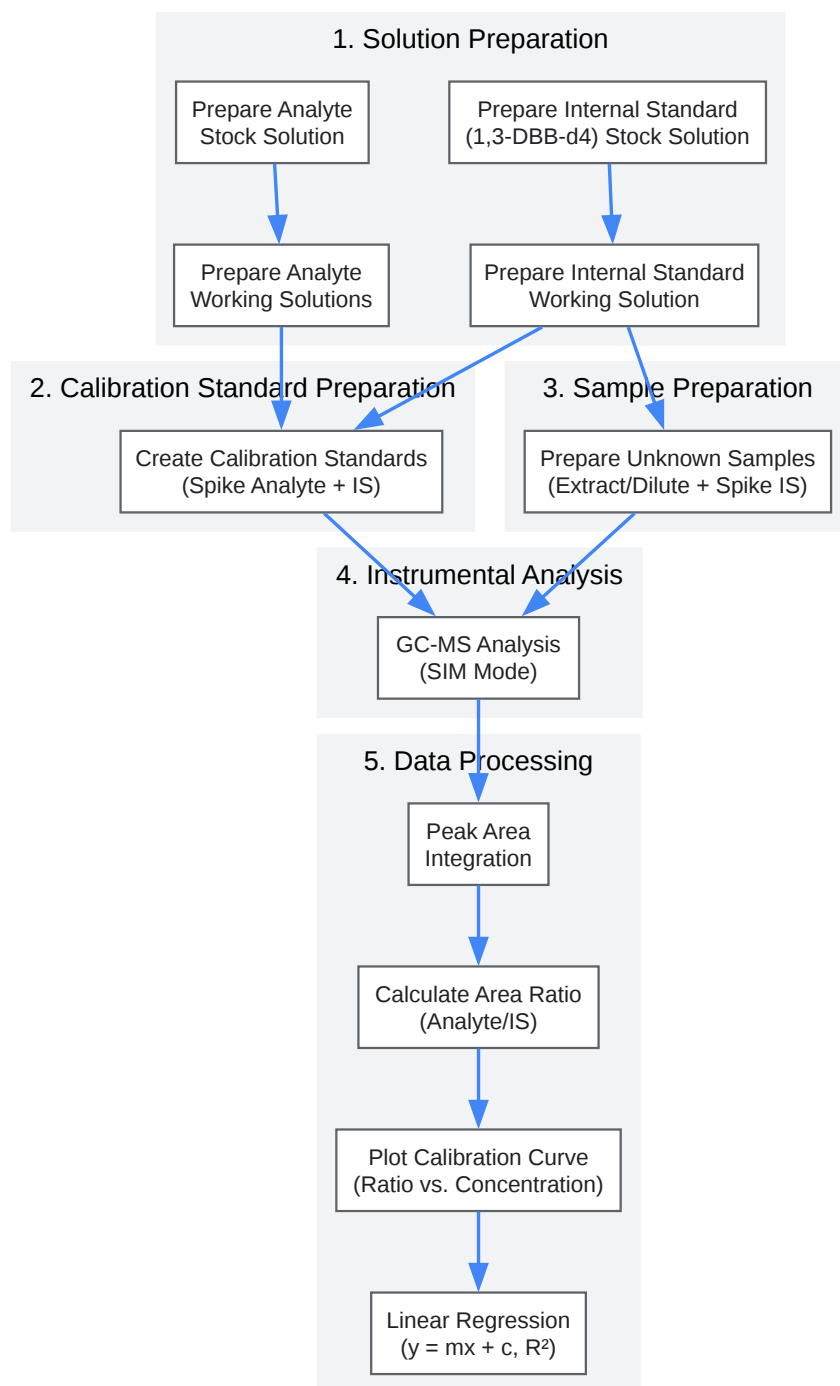 1. Solution Preparation
Prepare Analyte
Stock Solution
Prepare Internal Standard
(1,3-DBB-d4) Stock Solution
Prepare Analyte
Working Solutions
Prepare Internal Standard
Working Solution
2. Calibration Standard Preparation
3. Sample Preparation
Create Calibration Standards
(Spike Analyte + IS)
Prepare Unknown Samples
(Extract/Dilute + Spike IS)
4. Instrumental Analysis
GC-MS Analysis
(SIM Mode)
5. Data Processing
Peak Area
Integration
Calculate Area Ratio
(Analyte/IS)
Plot Calibration Curve
(Ratio vs. Concentration)
Linear Regression
(y = mx + c, R²)